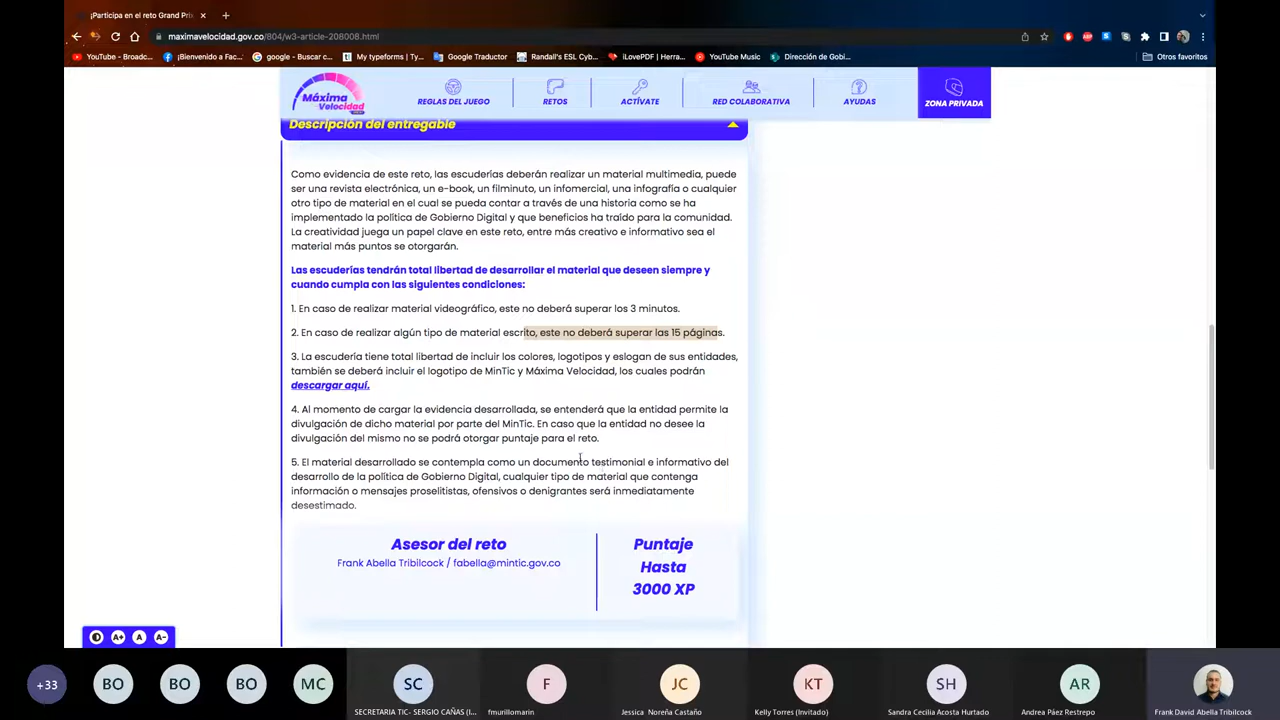 ¡Participa en el reto Grand Pri
maximavelocidad.gov.co/804/w3-article-208008.html
YouTube - Broadc...
¡Bienvenido a Fac...
google - Buscar c...
My typeforms | Ty...
Google Traductor
Randall's ESL Cyb...
iLovePDF | Herra...
YouTube Music
Dirección de Gobi...
Otros favoritos
Máxima Velocidad
REGLAS DEL JUEGO
RETOS
ACTÍVATE
RED COLABORATIVA
AYUDAS
ZONA PRIVADA
Descripción del entregable
Como evidencia de este reto, las escuderías deberán realizar un material multimedia, puede
ser una revista electrónica, un e-book, un filminuto, un infomercial, una infografía o cualquier
otro tipo de material en el cual se pueda contar a través de una historia como se ha
implementado la política de Gobierno Digital y que beneficios ha traído para la comunidad.
La creatividad juega un papel clave en este reto, entre más creativo e informativo sea el
material más puntos se otorgarán.
Las escuderías tendrán total libertad de desarrollar el material que deseen siempre y
cuando cumpla con las siguientes condiciones:
1. En caso de realizar material videográfico, este no deberá superar los 3 minutos.
2. En caso de realizar algún tipo de material escrito, este no deberá superar las 15 páginas.
3. La escudería tiene total libertad de incluir los colores, logotipos y eslogan de sus entidades,
también se deberá incluir el logotipo de MinTic y Máxima Velocidad, los cuales podrán
descargar aquí.
4. Al momento de cargar la evidencia desarrollada, se entenderá que la entidad permite la
divulgación de dicho material por parte del MinTic. En caso que la entidad no desee la
divulgación del mismo no se podrá otorgar puntaje para el reto.
5. El material desarrollado se contempla como un documento testimonial e informativo del
desarrollo de la política de Gobierno Digital, cualquier tipo de material que contenga
información o mensajes proselitistas, ofensivos o denigrantes será inmediatamente
desestimado.
Asesor del reto
Frank Abella Tribilcock / fabella@mintic.gov.co
Puntaje
Hasta
3000 XP
A+ A A-
+33
BO
BO
BO
MC
SC
F
JC
KT
SH
AR
SECRETARIA TIC- SERGIO CAÑAS (I...
fmurillomarin
Jessica Noreña Castaño
Kelly Torres (Invitado)
Sandra Cecilia Acosta Hurtado
Andrea Páez Restrepo
Frank David Abella Tribilcock